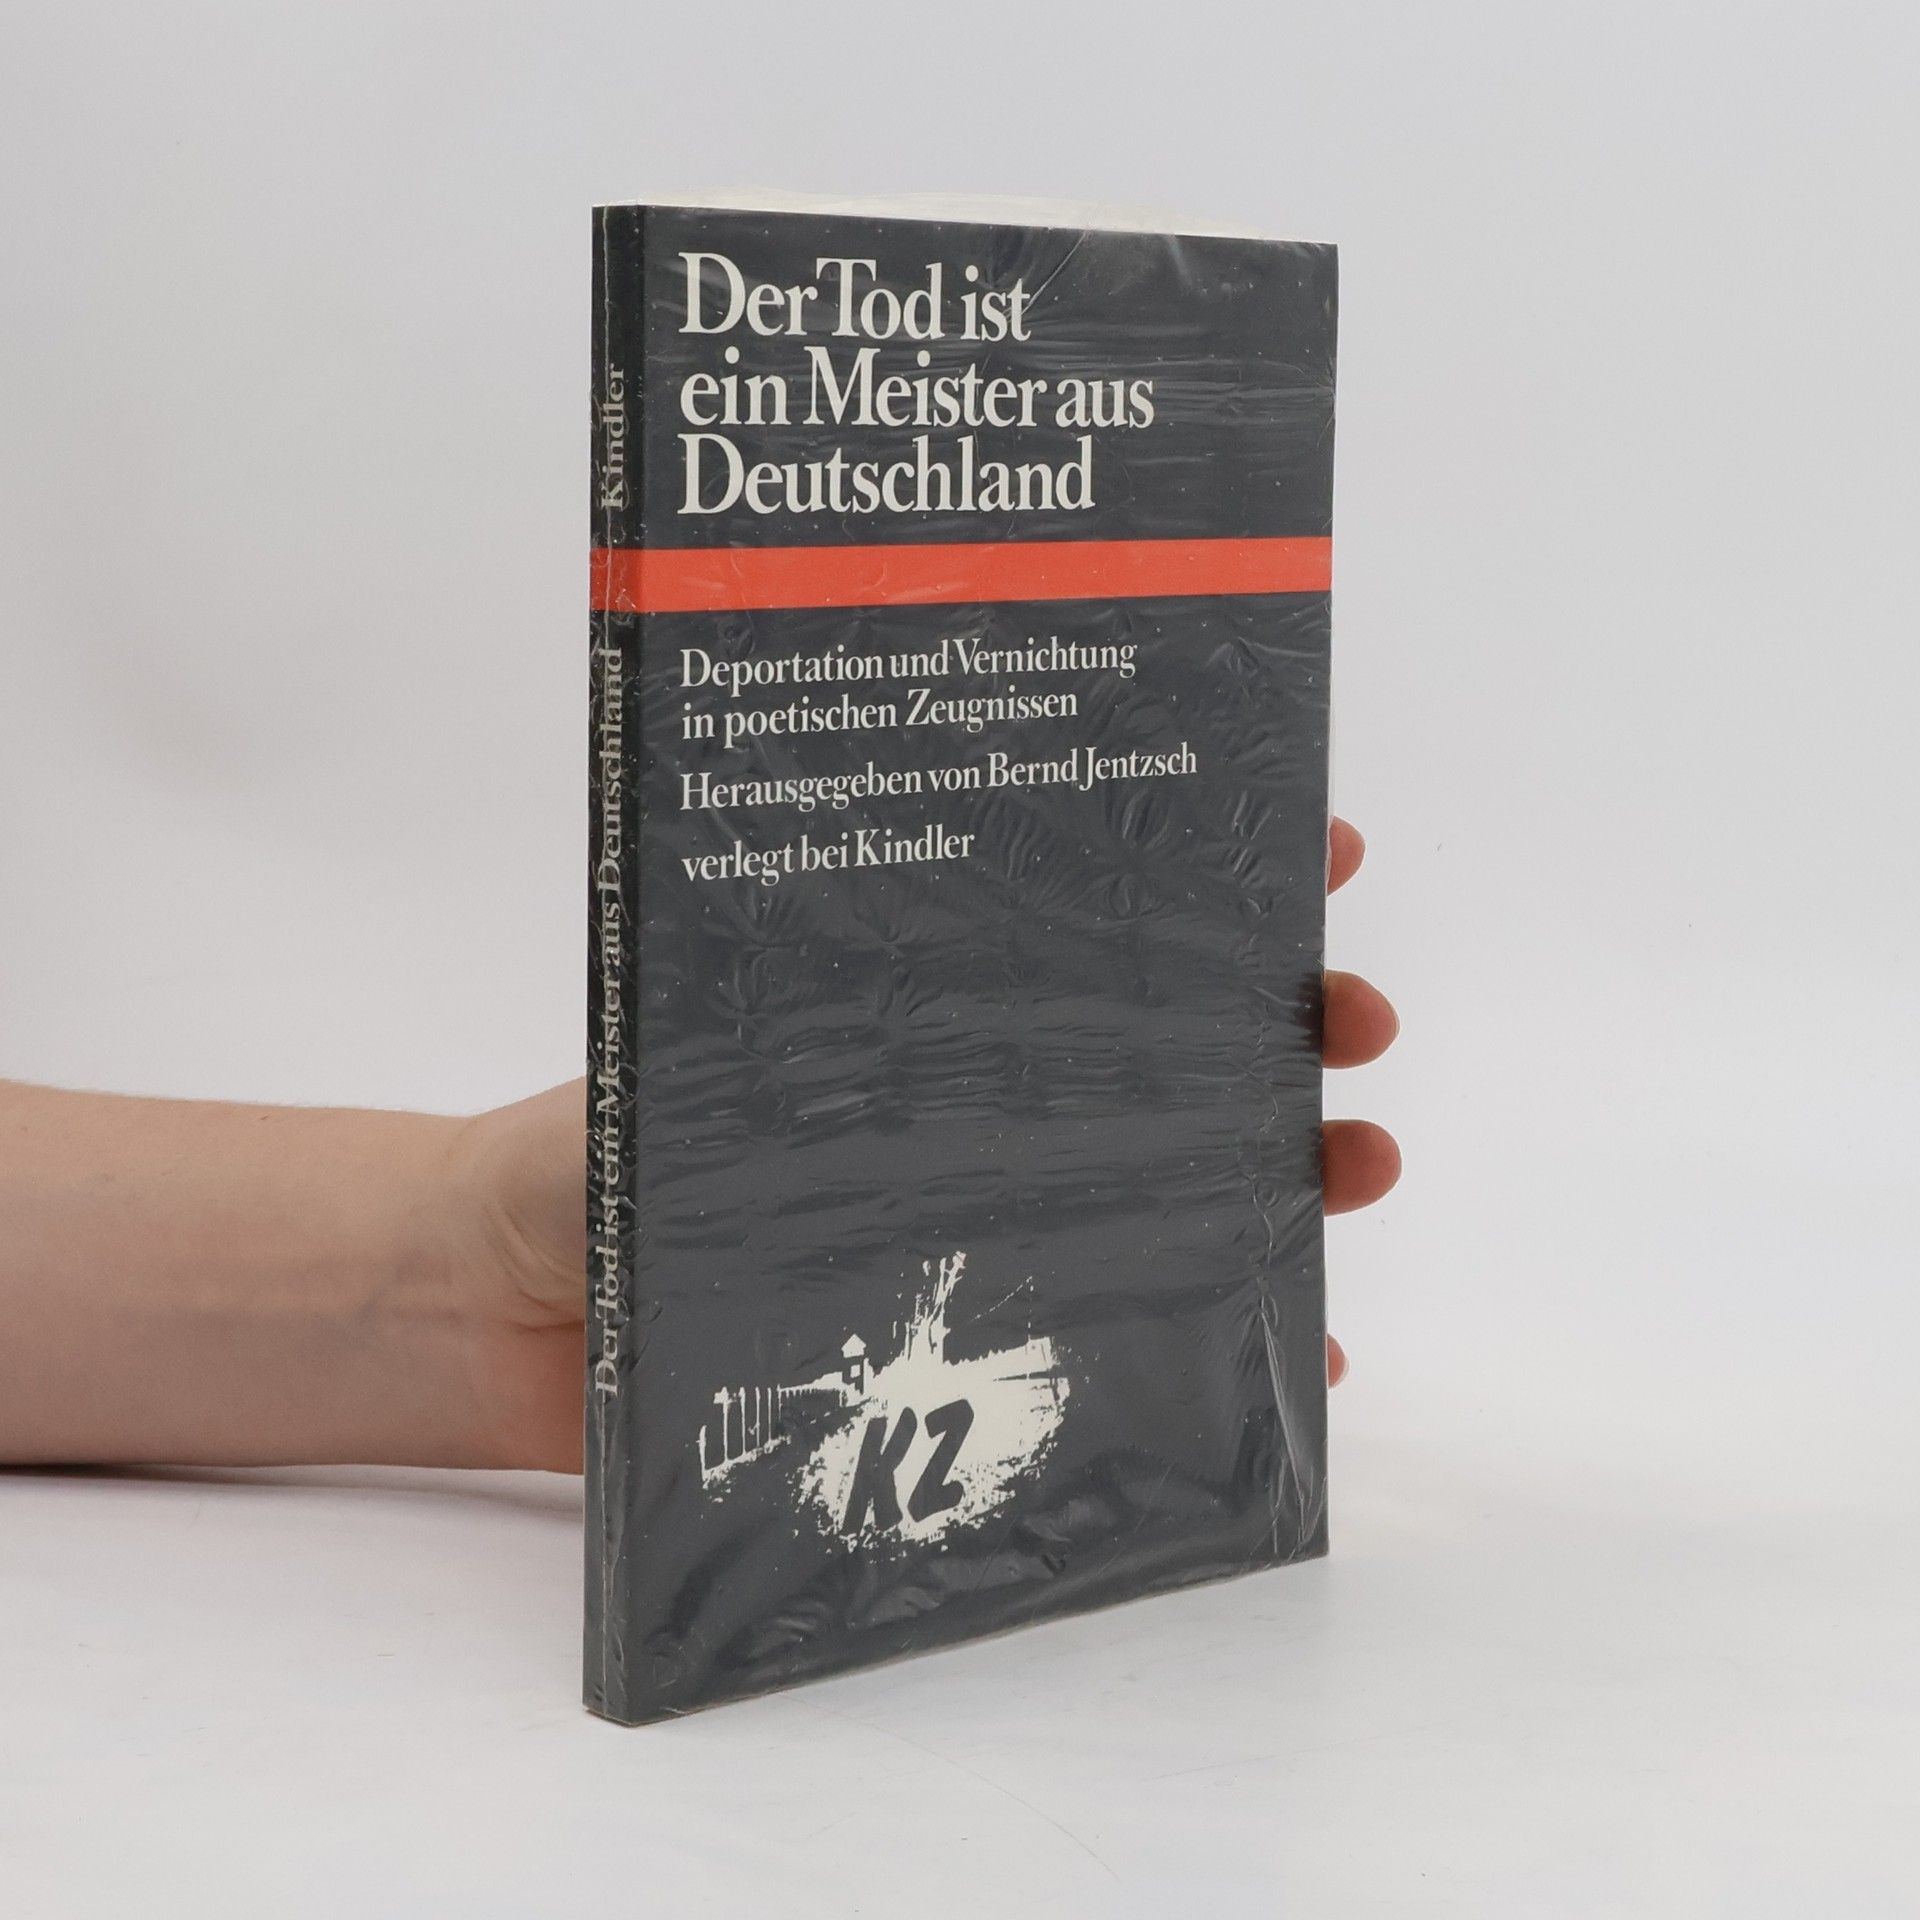 Der Tod ist
ein Meister aus
Deutschland
Deportation und Vernichtung
in poetischen Zeugnissen
Herausgegeben von Bernd Jentzsch
verlegt bei Kindler
KZ
Der Tod ist ein Meister aus Deutschland Kindler